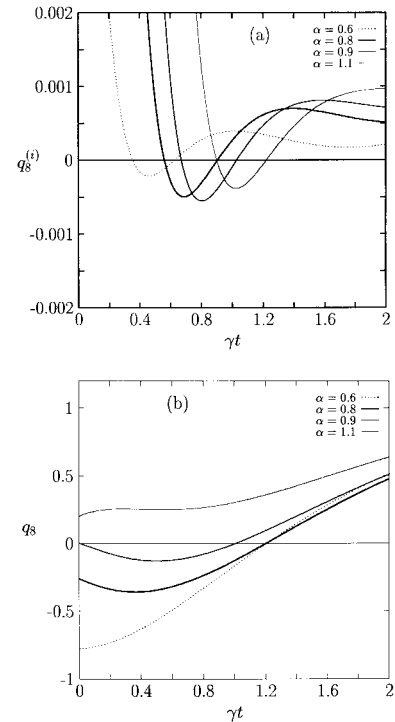 0.002
(a)
α = 0.6
α = 0.8
α = 0.9
α = 1.1
0.001
q₈⁽ⁱ⁾
0
-0.001
-0.002
0 0.4 0.8 1.2 1.6 2
γt
1
(b)
α = 0.6
α = 0.8
α = 0.9
α = 1.1
0.5
q₈
0
-0.5
-1
0 0.4 0.8 1.2 1.6 2
γt